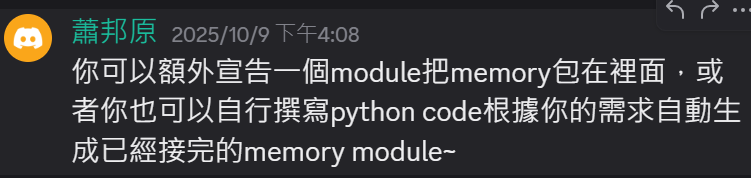 蕭邦原 2025/10/9 下午4:08
你可以額外宣告一個module把memory包在裡面，或
者你也可以自行撰寫python code根據你的需求自動生
成已經接完的memory module~